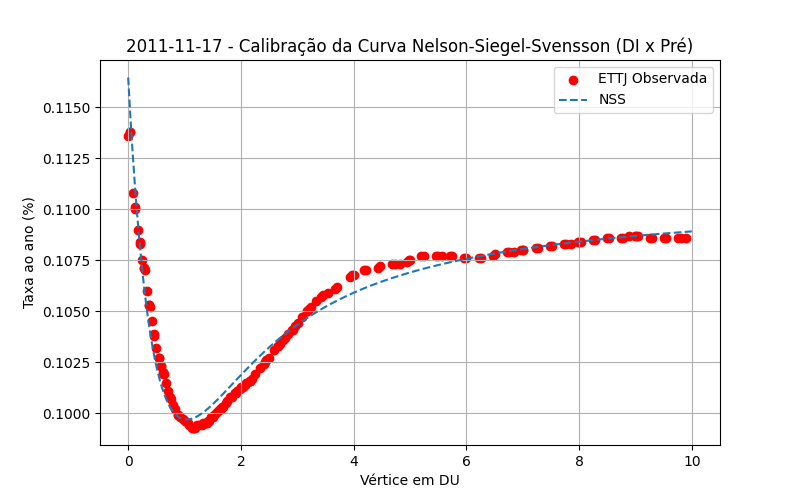 2011-11-17 - Calibração da Curva Nelson-Siegel-Svensson (DI x Pré)
ETTJ Observada
NSS
Taxa ao ano (%)
0.1150
0.1125
0.1100
0.1075
0.1050
0.1025
0.1000
0 2 4 6 8 10
Vértice em DU